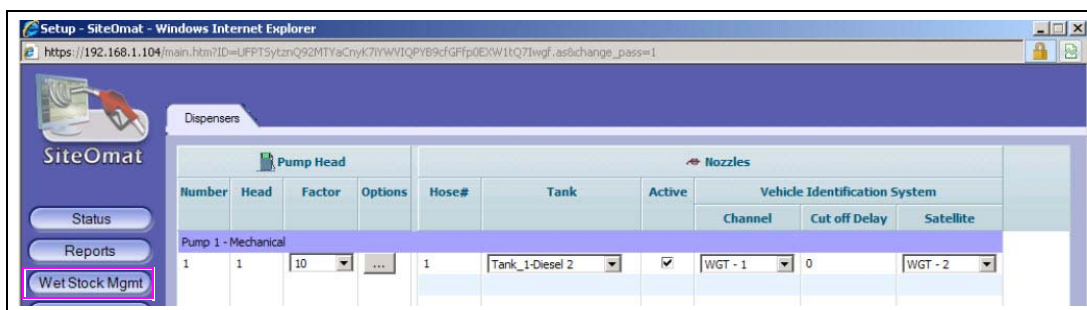 Setup - SiteOmat - Windows Internet Explorer
https://192.168.1.104/main.htm?ID=UFPTSytznQ92MTYaCnyK7iYWVIQPYB9cfGFfp0EXW1tQ7Iwgf.as&change_pass=1
Dispensers
SiteOmat
Pump Head Nozzles
Number Head Factor Options Hose# Tank Active Vehicle Identification System
Channel Cut off Delay Satellite
Status
Pump 1 - Mechanical
Reports
1 1 10 ... 1 Tank_1-Diesel 2 WGT - 1 0 WGT - 2
Wet Stock Mgmt